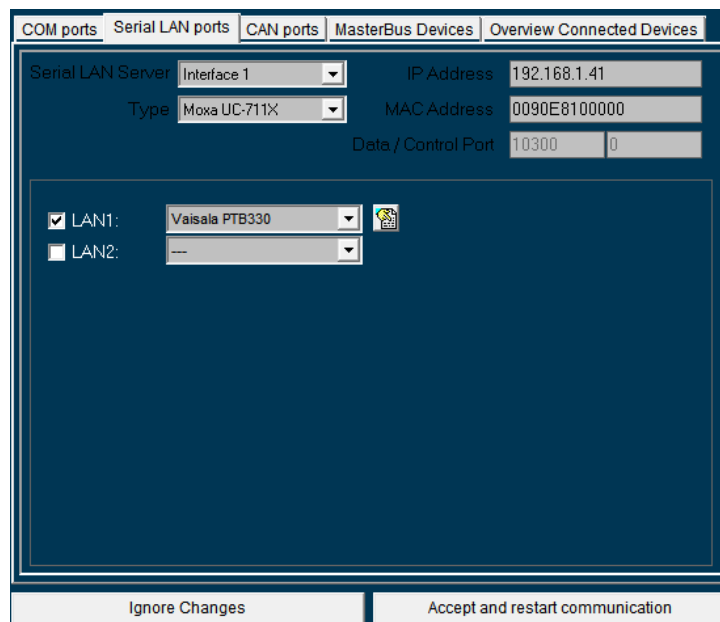 COM ports Serial LAN ports CAN ports MasterBus Devices Overview Connected Devices
Serial LAN Server Interface 1 IP Address 192.168.1.41
Type Moxa UC-711X MAC Address 0090E8100000
Data / Control Port 10300 0
LAN1: Vaisala PTB330
LAN2: ---
Ignore Changes Accept and restart communication